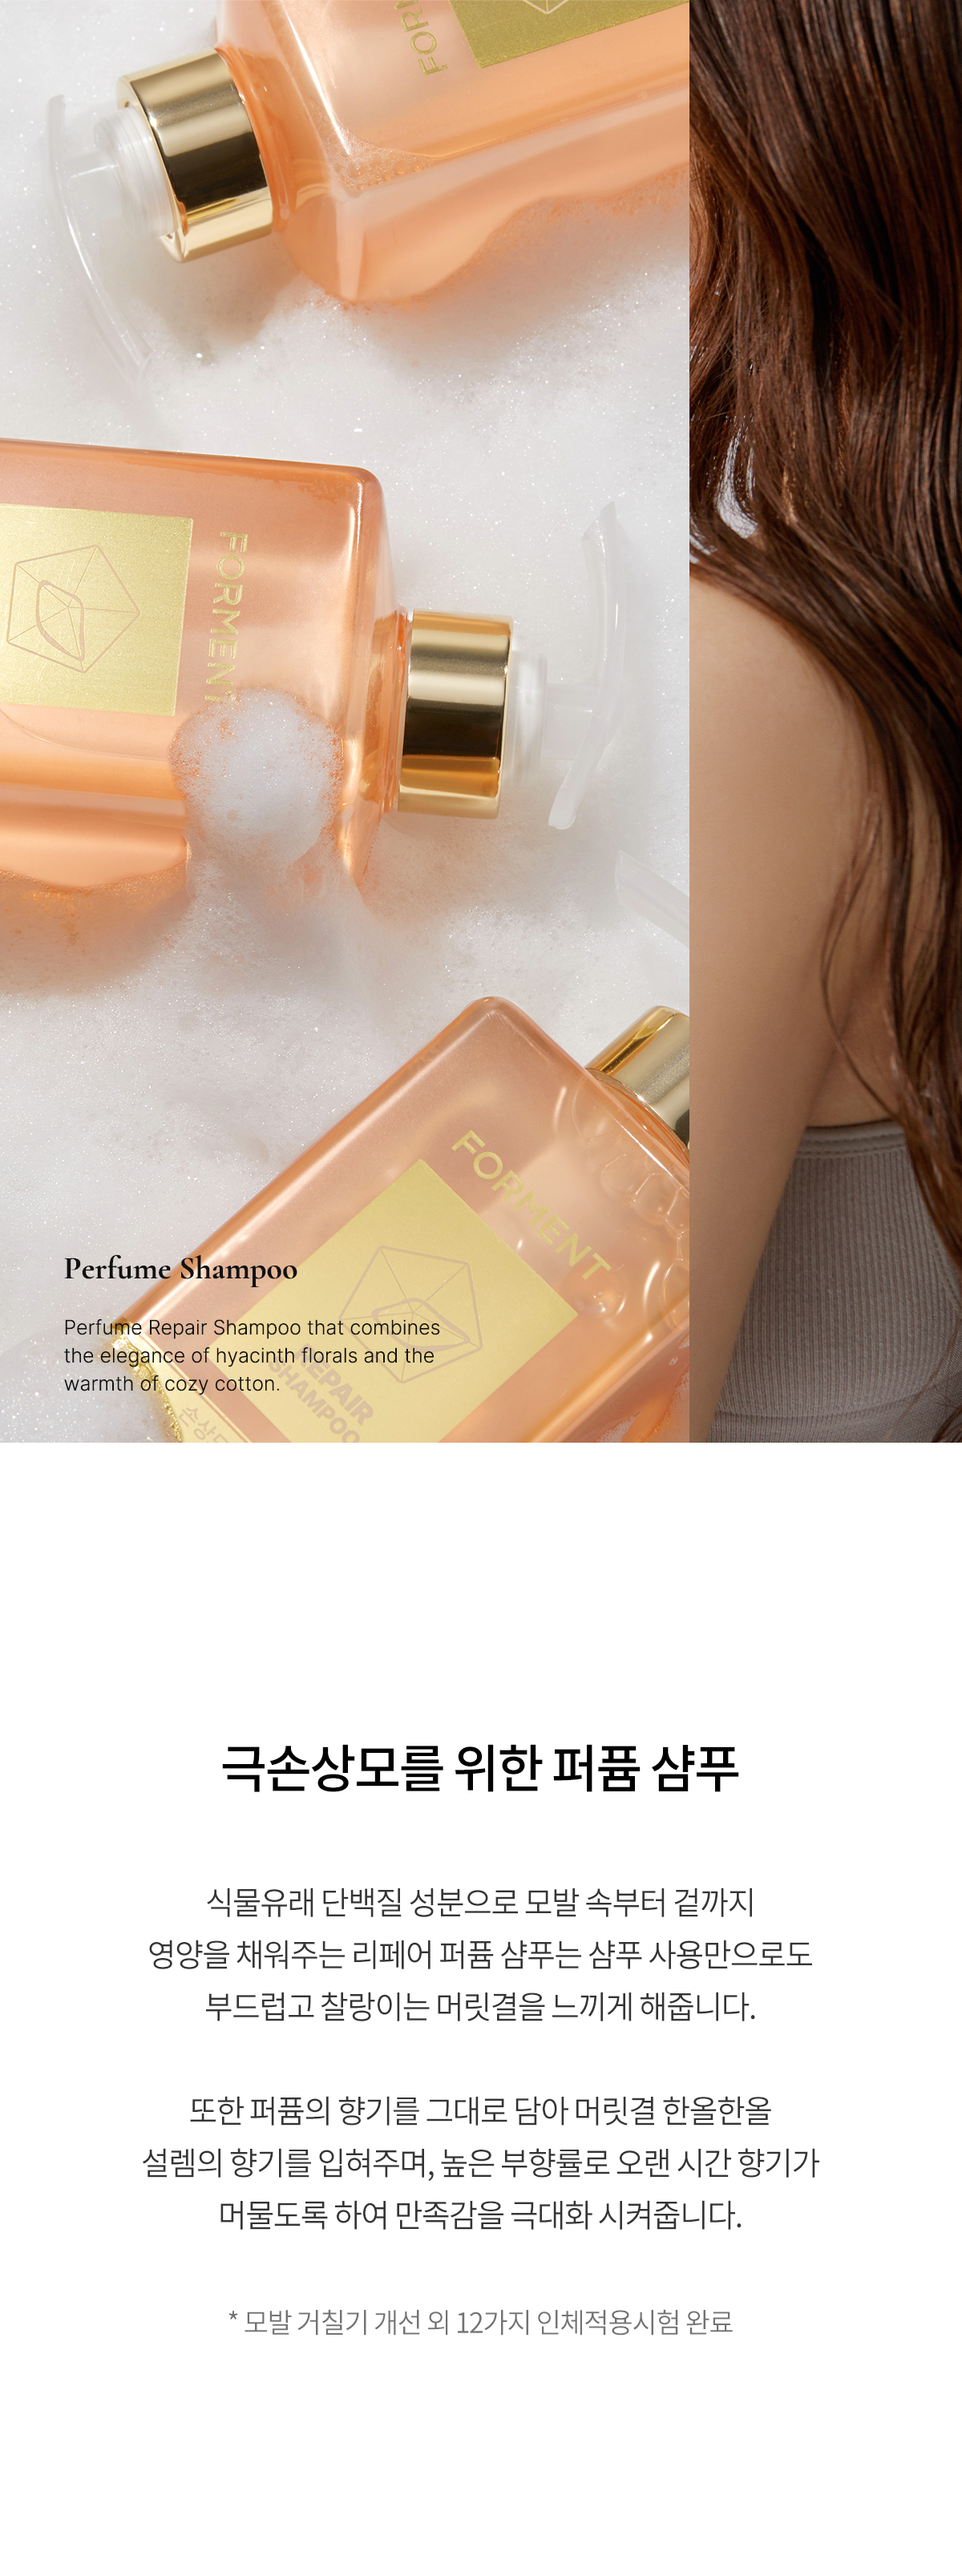 FORMENT
FORMENT
Perfume Shampoo
Perfume Repair Shampoo that combines
the elegance of hyacinth florals and the
warmth of cozy cotton.
REPAIR
SHAMPOO
극손상모를 위한 퍼퓸 샴푸
식물유래 단백질 성분으로 모발 속부터 겉까지
영양을 채워주는 리페어 퍼품 샴푸는 샴푸 사용만으로도
부드럽고 찰랑이는 머릿결을 느끼게 해줍니다.
또한 퍼퓸의 향기를 그대로 담아 머릿결 한올한올
설렘의 향기를 입혀주며, 높은 부향률로 오랜 시간 향기가
머물도록 하여 만족감을 극대화 시켜줍니다.
* 모발 거칠기 개선 외 12가지 인체적용시험 완료